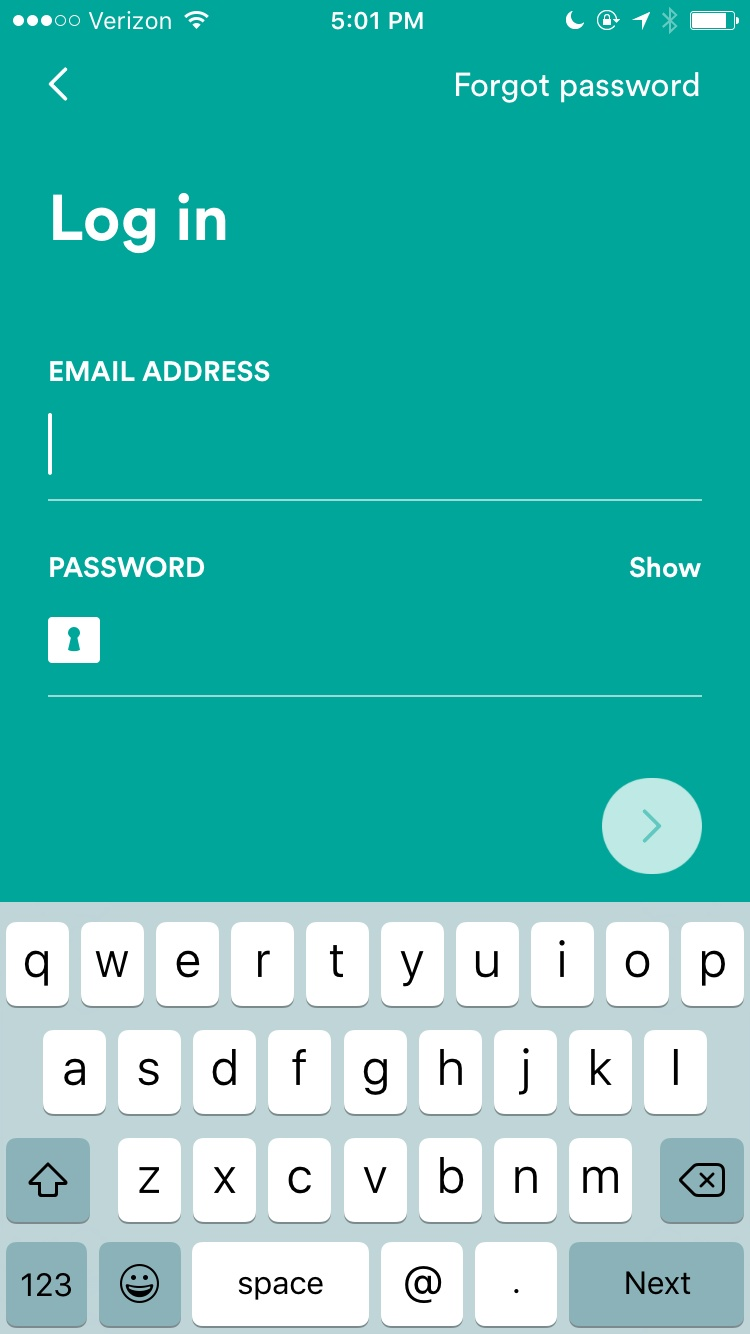 Verizon 5:01 PM
Forgot password
Log in
EMAIL ADDRESS
PASSWORD Show
q w e r t y u i o p
a s d f g h j k l
z x c v b n m
123 space @ . Next